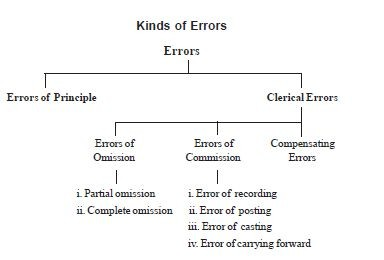 Kinds of Errors
Errors
Errors of Principle
Clerical Errors
Errors of
Omission
Errors of
Commission
Compensating
Errors
i. Partial omission
ii. Complete omission
i. Error of recording
ii. Error of posting
iii. Error of casting
iv. Error of carrying forward